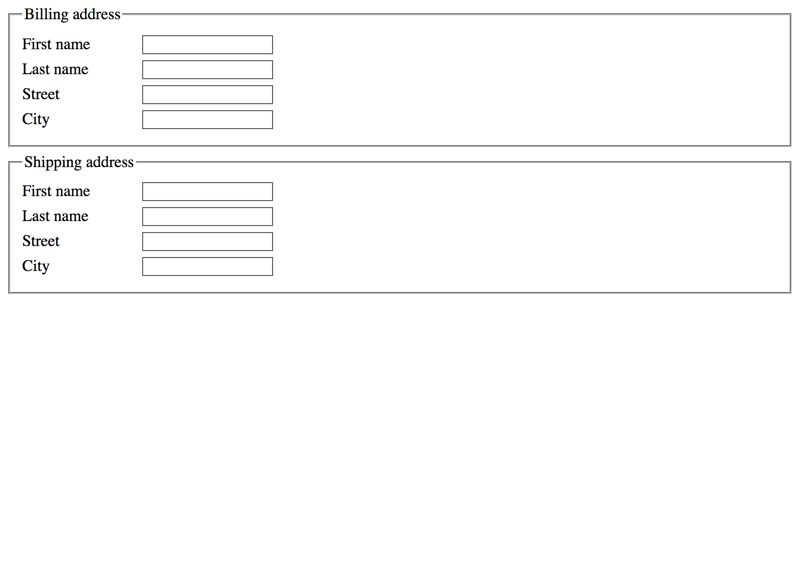 Billing address
First name
Last name
Street
City
Shipping address
First name
Last name
Street
City